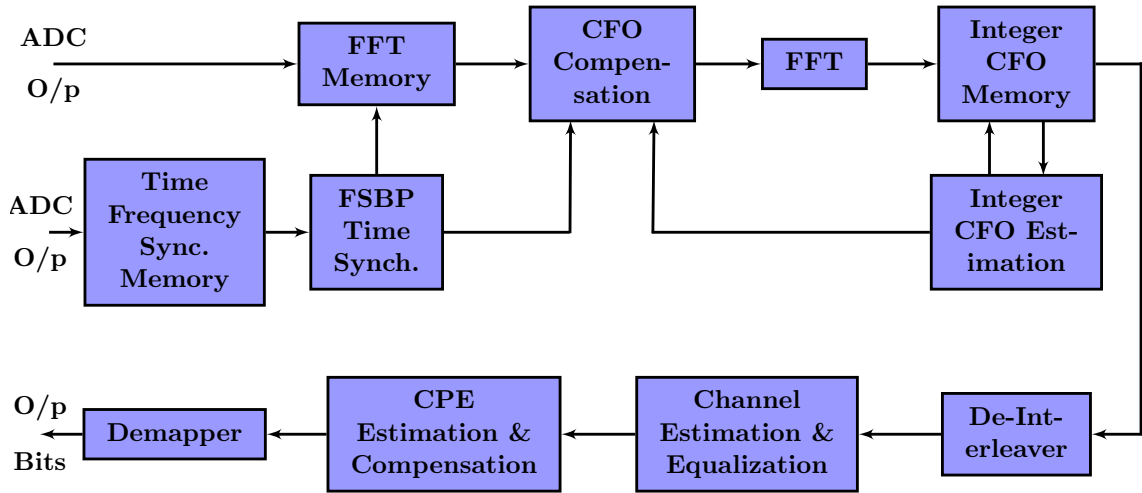 ADC
O/p
FFT
Memory
CFO
Compen-
sation
FFT
Integer
CFO
Memory
ADC
O/p
Time
Frequency
Sync.
Memory
FSBP
Time
Synch.
Integer
CFO Est-
imation
O/p
Bits
Demapper
CPE
Estimation &
Compensation
Channel
Estimation &
Equalization
De-Int-
erleaver